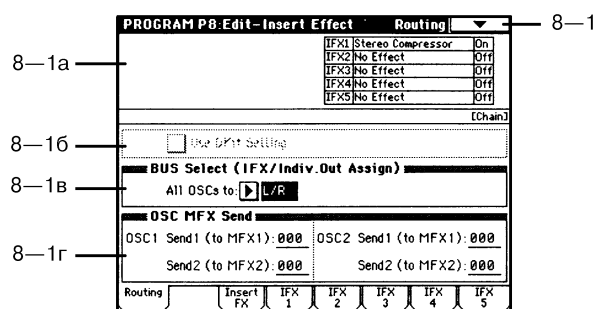 PROGRAM P8:Edit-Insert Effect Routing
8—1
IFX1 Stereo Compressor On
IFX2 No Effect Off
IFX3 No Effect Off
IFX4 No Effect Off
IFX5 No Effect Off
8—1а
[Chain]
8—1б
Use DKit Setting
BUS Select (IFX/Indiv.Out Assign)
8—1в
All OSCs to: L/R
OSC MFX Send
8—1г
OSC1 Send1 (to MFX1): 000 OSC2 Send1 (to MFX1): 000
Send2 (to MFX2): 000 Send2 (to MFX2): 000
Routing Insert FX IFX 1 IFX 2 IFX 3 IFX 4 IFX 5